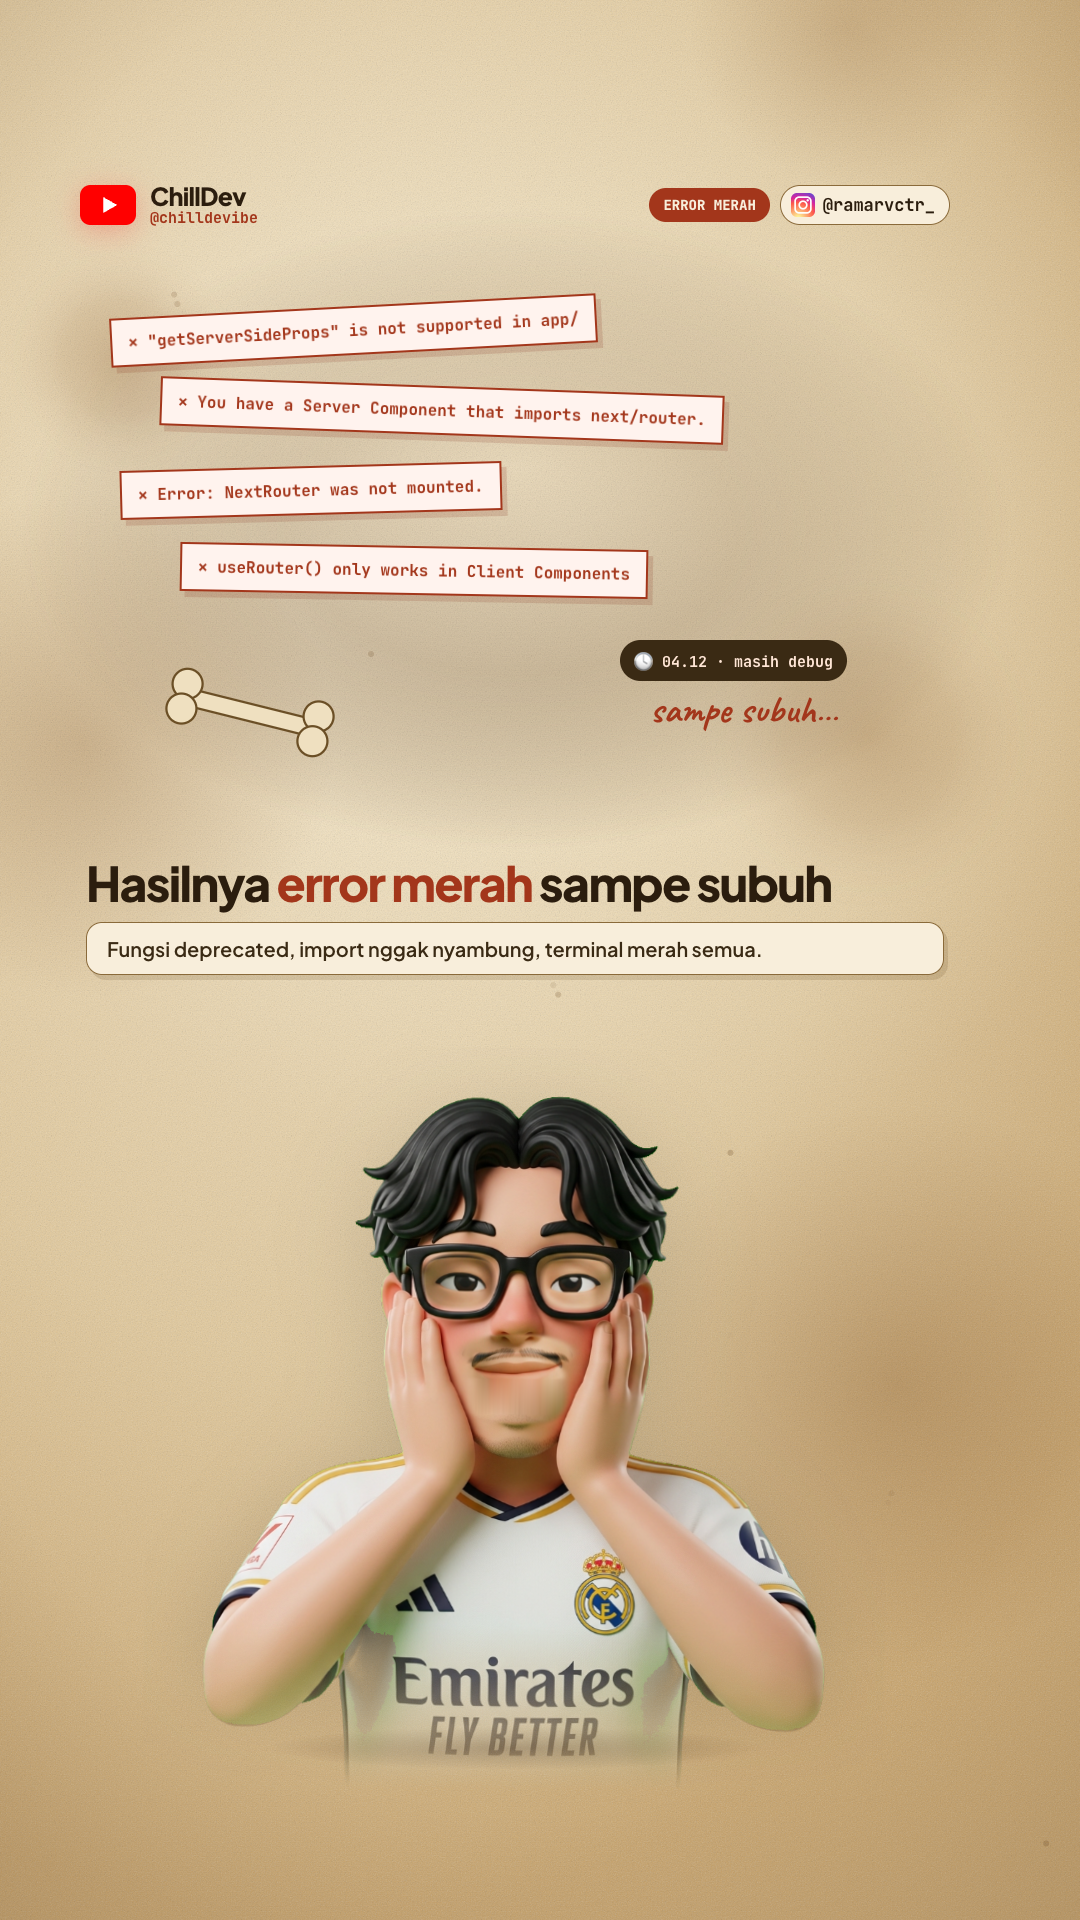 ChillDev
@chilldevibe
ERROR MERAH
@ramarvctr_
× "getServerSideProps" is not supported in app/
× You have a Server Component that imports next/router.
× Error: NextRouter was not mounted.
× useRouter() only works in Client Components
04.12 · masih debug
sampe subuh...
Hasilnya error merah sampe subuh
Fungsi deprecated, import nggak nyambung, terminal merah semua.
Emirates
FLY BETTER